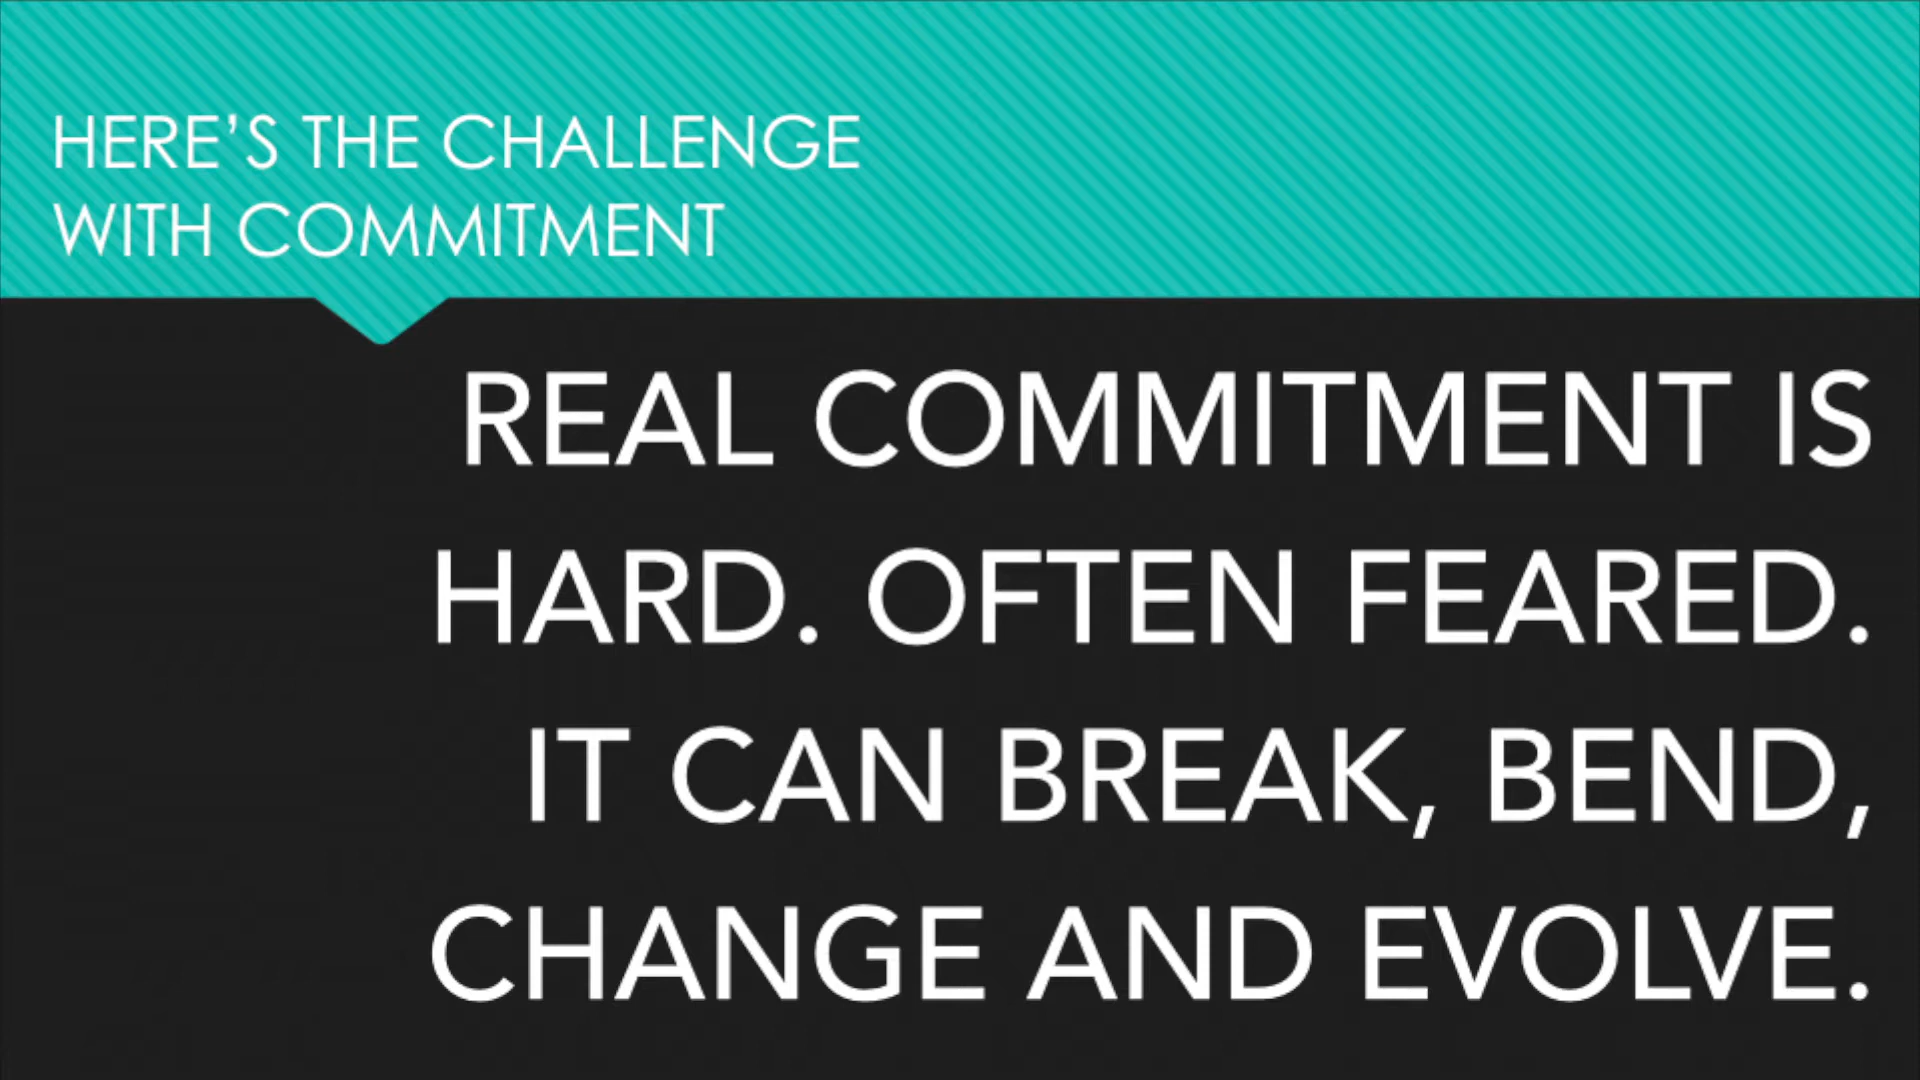 HERE’S THE CHALLENGE
WITH COMMITMENT
REAL COMMITMENT IS
HARD. OFTEN FEARED.
IT CAN BREAK, BEND,
CHANGE AND EVOLVE.